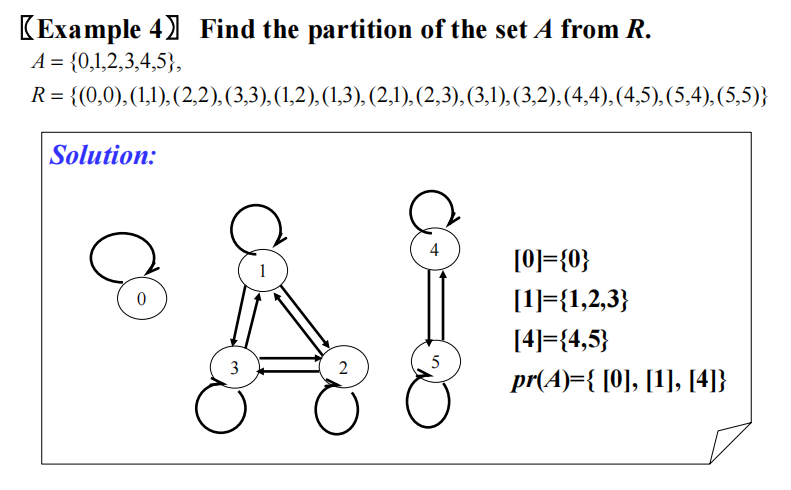 〖Example 4〗 Find the partition of the set A from R.
A = {0,1,2,3,4,5},
R = {(0,0),(1,1),(2,2),(3,3),(1,2),(1,3),(2,1),(2,3),(3,1),(3,2),(4,4),(4,5),(5,4),(5,5)}
Solution:
0
1
3
2
4
5
[0]={0}
[1]={1,2,3}
[4]={4,5}
pr(A)={ [0], [1], [4]}